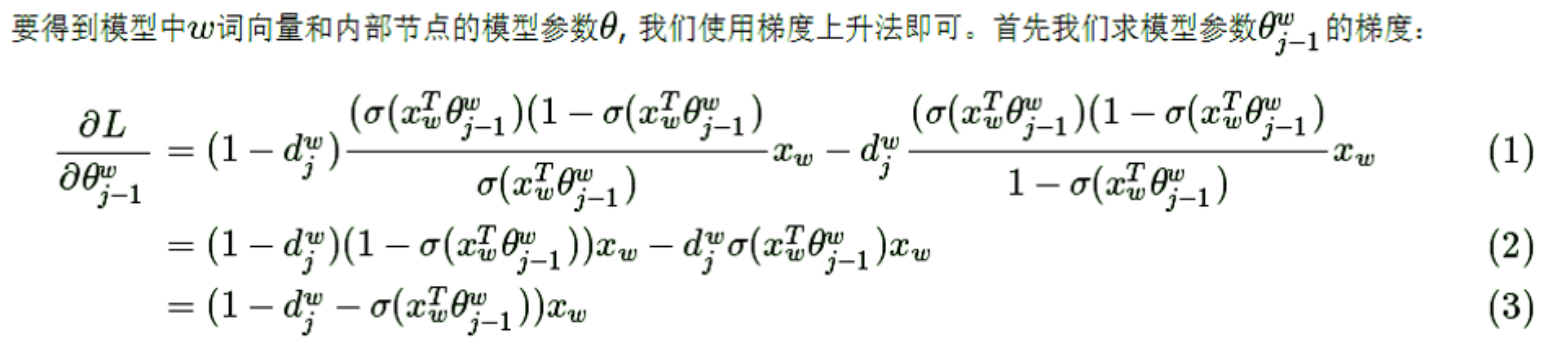 要得到模型中w词向量和内部节点的模型参数θ, 我们使用梯度上升法即可。首先我们求模型参数θ^w_{j−1}的梯度：
\frac{∂L}{∂θ^w_{j−1}} = (1 − d^w_j)\frac{(σ(x^T_w θ^w_{j−1})(1 − σ(x^T_w θ^w_{j−1})}{σ(x^T_w θ^w_{j−1})}x_w − d^w_j\frac{(σ(x^T_w θ^w_{j−1})(1 − σ(x^T_w θ^w_{j−1})}{1 − σ(x^T_w θ^w_{j−1})}x_w (1)
= (1 − d^w_j)(1 − σ(x^T_w θ^w_{j−1}))x_w − d^w_j σ(x^T_w θ^w_{j−1})x_w (2)
= (1 − d^w_j − σ(x^T_w θ^w_{j−1}))x_w (3)